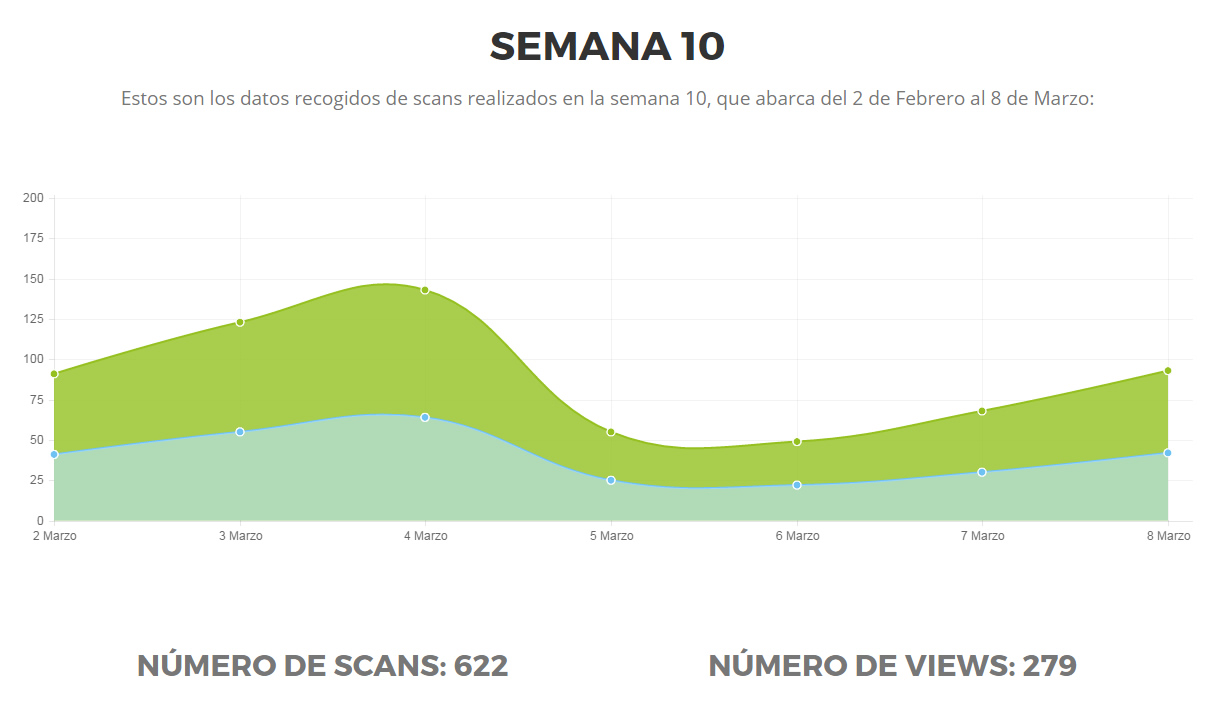 SEMANA 10
Estos son los datos recogidos de scans realizados en la semana 10, que abarca del 2 de Febrero al 8 de Marzo:
200
175
150
125
100
75
50
25
0
2 Marzo 3 Marzo 4 Marzo 5 Marzo 6 Marzo 7 Marzo 8 Marzo
NÚMERO DE SCANS: 622 NÚMERO DE VIEWS: 279